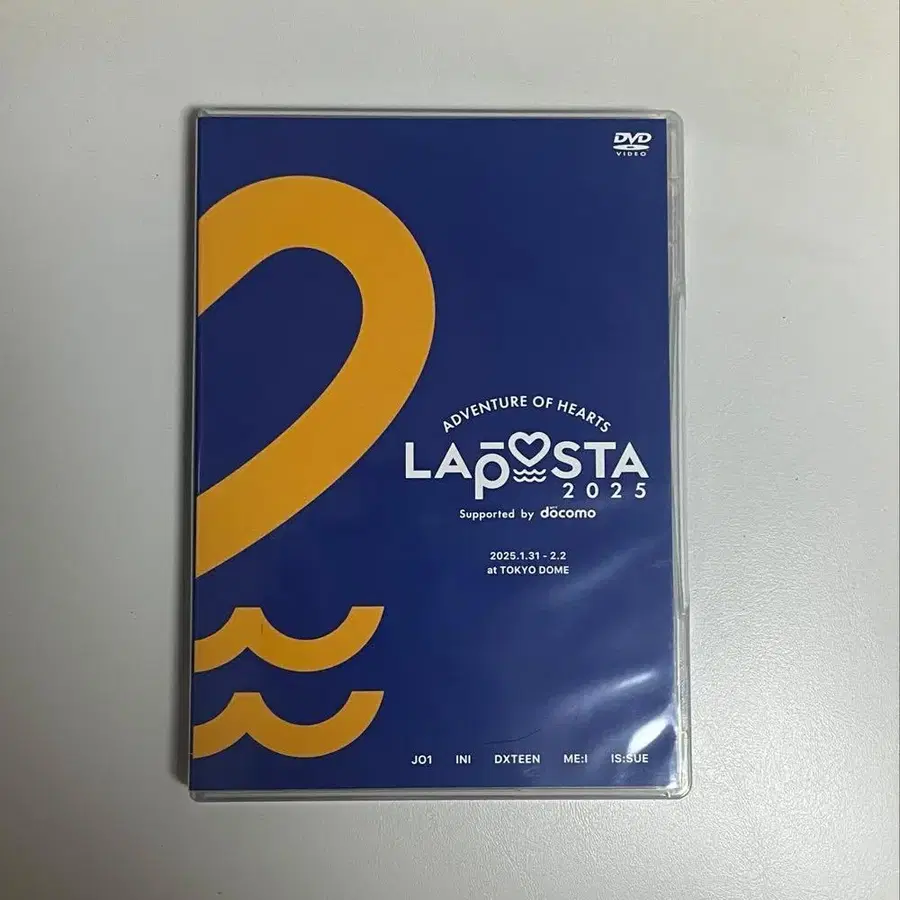 DVD
VIDEO
ADVENTURE OF HEARTS
LAPOSTA
2025
Supported by döcomo
2025.1.31 - 2.2
at TOKYO DOME
JO1 INI DXTEEN ME:I IS:SUE